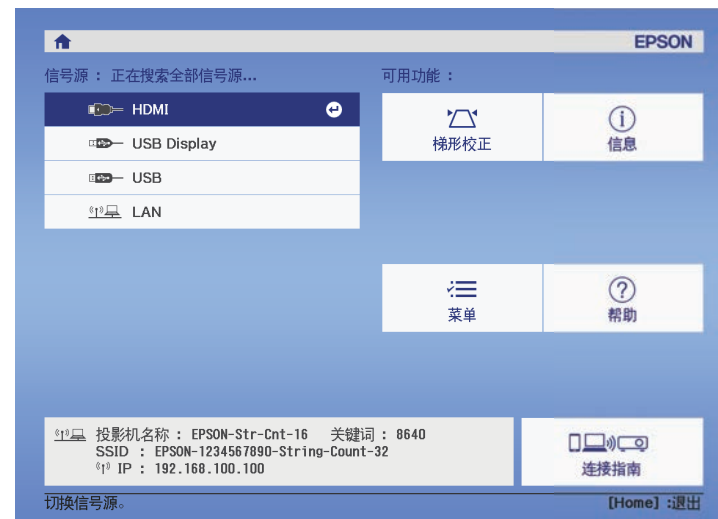 EPSON
信号源 : 正在搜索全部信号源...
可用功能 :
HDMI
USB Display
USB
LAN
梯形校正
信息
菜单
帮助
投影机名称 : EPSON-Str-Cnt-16 关键词 : 8640
SSID : EPSON-1234567890-String-Count-32
IP : 192.168.100.100
连接指南
切换信号源。
[Home] :退出